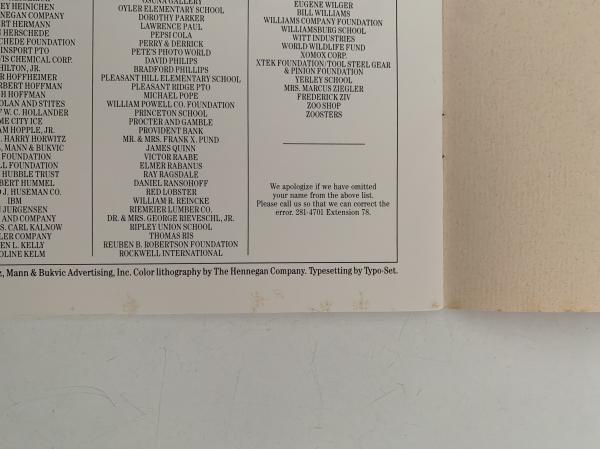 EY HEINICHEN
NEGAN COMPANY
ERT HERMANN
N HERSCHEDE
CHEDE FOUNDATION
INSPORT PTO
IS CHEMICAL CORP.
HILTON, JR.
R HOFFHEIMER
RBERT HOFFMAN
H HOFFMAN
OLAN AND STITES
F W. C. HOLLANDER
ME CITY ICE
AM HOPPLE, JR.
. HARRY HORWITZ
, MANN & BUKVIC
FOUNDATION
LL FOUNDATION
HUBBLE TRUST
BERT HUMMEL
J. HUSEMAN CO.
IBM
JURGENSEN
AND COMPANY
S. CARL KALNOW
LER COMPANY
EN L. KELLY
OLINE KELM
OSUNA GALLERY
OYLER ELEMENTARY SCHOOL
DOROTHY PARKER
LAWRENCE PAUL
PEPSI COLA
PERRY & DERRICK
PETE'S PHOTO WORLD
DAVID PHILIPS
BRADFORD PHILLIPS
PLEASANT HILL ELEMENTARY SCHOOL
PLEASANT RIDGE PTO
MICHAEL POPE
WILLIAM POWELL CO. FOUNDATION
PRINCETON SCHOOL
PROCTER AND GAMBLE
PROVIDENT BANK
MR. & MRS. FRANK X. PUND
JAMES QUINN
VICTOR RAABE
ELMER RABANUS
RAY RAGSDALE
DANIEL RANSOHOFF
RED LOBSTER
WILLIAM R. REINCKE
RIEMEIER LUMBER CO.
DR. & MRS. GEORGE RIEVESCHL, JR.
RIPLEY UNION SCHOOL
THOMAS RIS
REUBEN B. ROBERTSON FOUNDATION
ROCKWELL INTERNATIONAL
EUGENE WILGER
BILL WILLIAMS
WILLIAMS COMPANY FOUNDATION
WILLIAMSBURG SCHOOL
WITT INDUSTRIES
WORLD WILDLIFE FUND
XOMOX CORP.
XTEK FOUNDATION/TOOL STEEL GEAR
& PINION FOUNDATION
YERLEY SCHOOL
MRS. MARCUS ZIEGLER
FREDERICK ZIV
ZOO SHOP
ZOOSTERS
We apologize if we have omitted
your name from the above list.
Please call us so that we can correct the
error. 281-4701 Extension 78.
, Mann & Bukvic Advertising, Inc. Color lithography by The Hennegan Company. Typesetting by Typo-Set.